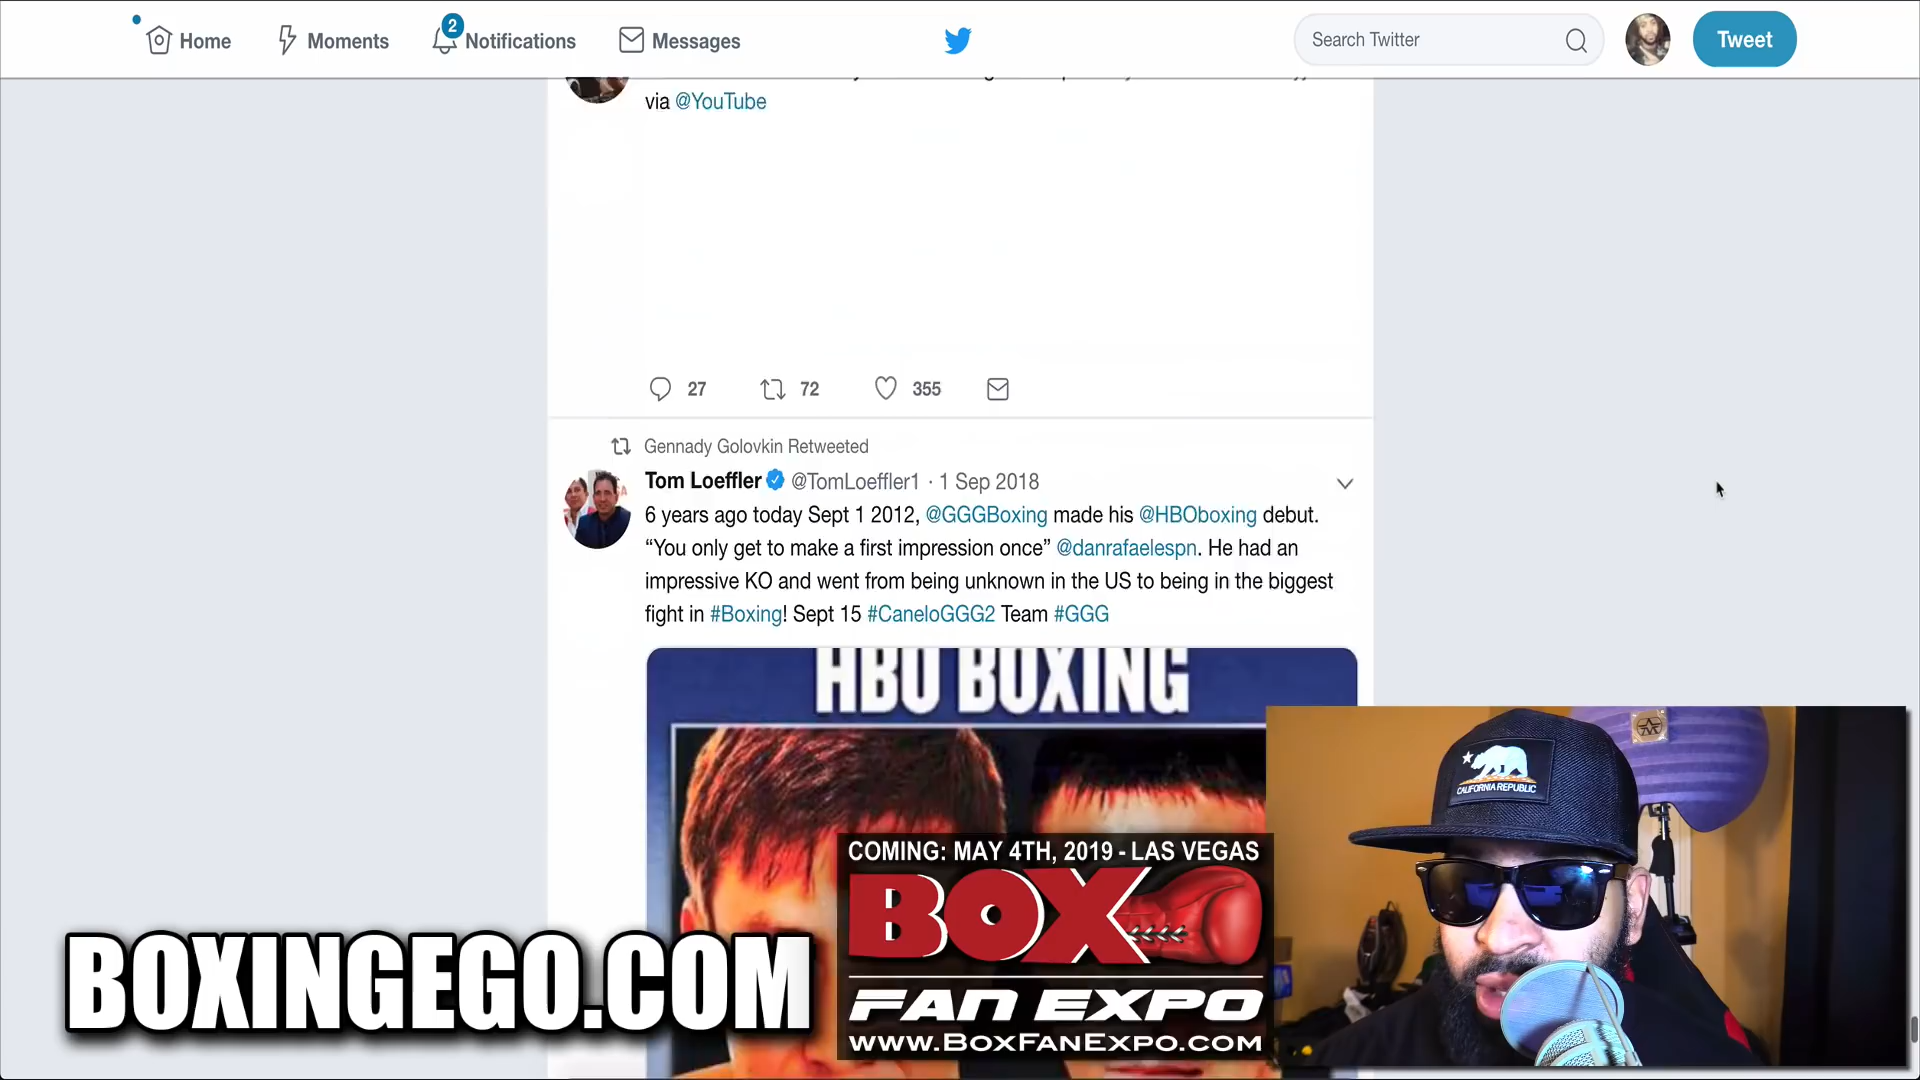 Home
Moments
2
Notifications
Messages
Search Twitter
Tweet
via @YouTube
27
72
355
Gennady Golovkin Retweeted
Tom Loeffler @TomLoeffler1 · 1 Sep 2018
6 years ago today Sept 1 2012, @GGGBoxing made his @HBOboxing debut.
“You only get to make a first impression once” @danrafaelespn. He had an
impressive KO and went from being unknown in the US to being in the biggest
fight in #Boxing! Sept 15 #CaneloGGG2 Team #GGG
HBO BOXING
CALIFORNIA REPUBLIC
COMING: MAY 4TH, 2019 - LAS VEGAS
BOX
FAN EXPO
WWW.BOXFANEXPO.COM
BOXINGEGO.COM